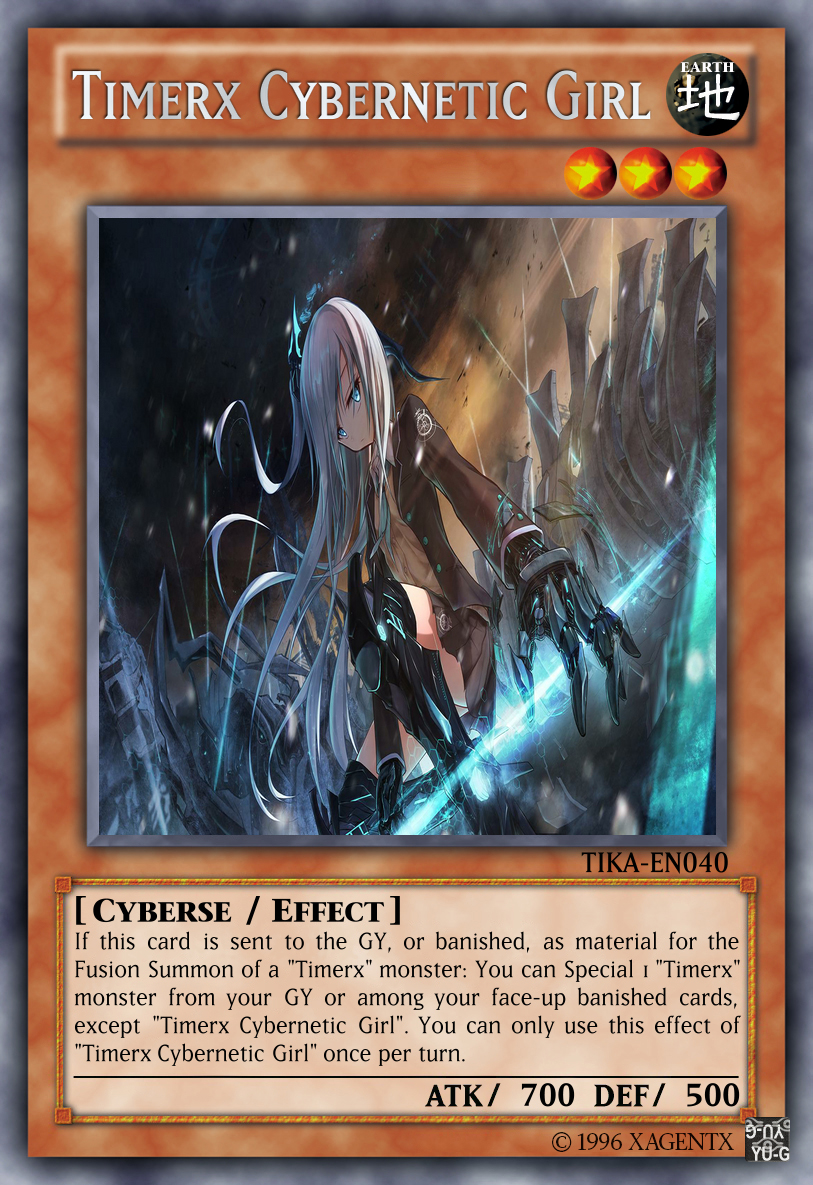 TIMERX CYBERNETIC GIRL
EARTH
地
TIKA-EN040
[ CYBERSE / EFFECT ]
If this card is sent to the GY, or banished, as material for the
Fusion Summon of a "Timerx" monster: You can Special 1 "Timerx"
monster from your GY or among your face-up banished cards,
except "Timerx Cybernetic Girl". You can only use this effect of
"Timerx Cybernetic Girl" once per turn.
ATK/ 700 DEF/ 500
© 1996 XAGENTX
YU-G
YU-G